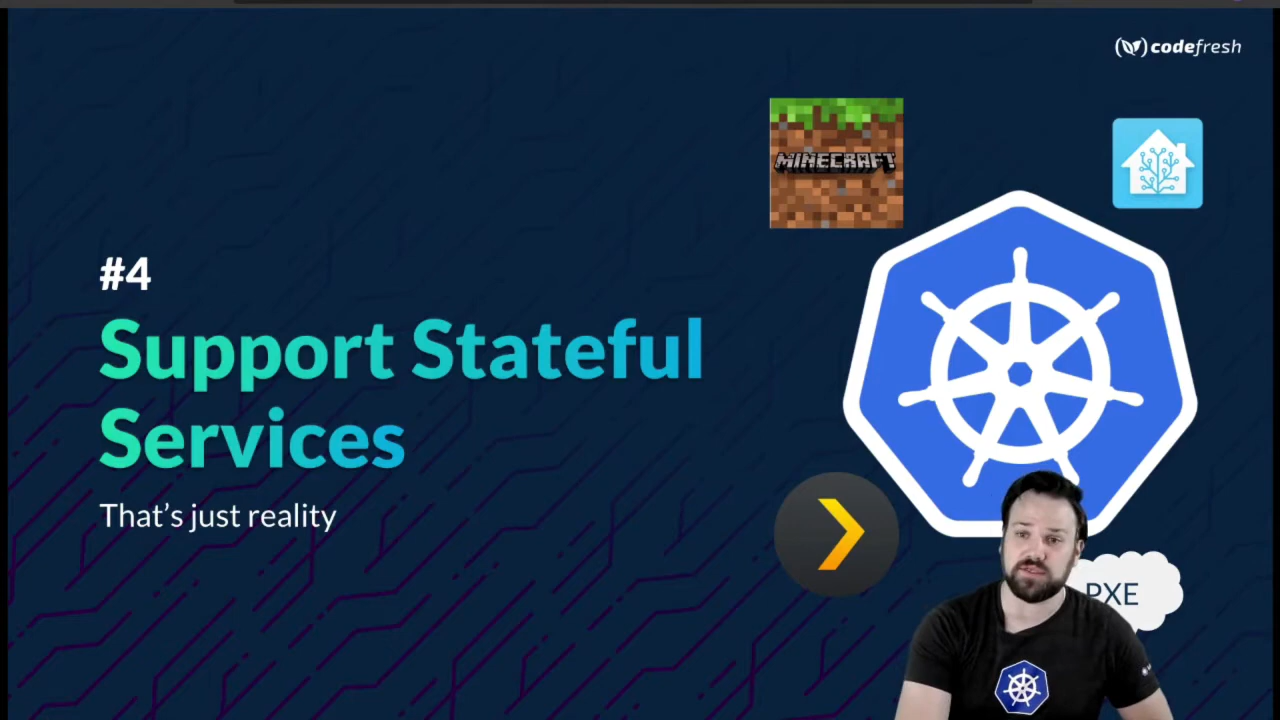 codefresh
MINECRAFT
#4
Support Stateful
Services
That's just reality
PXE